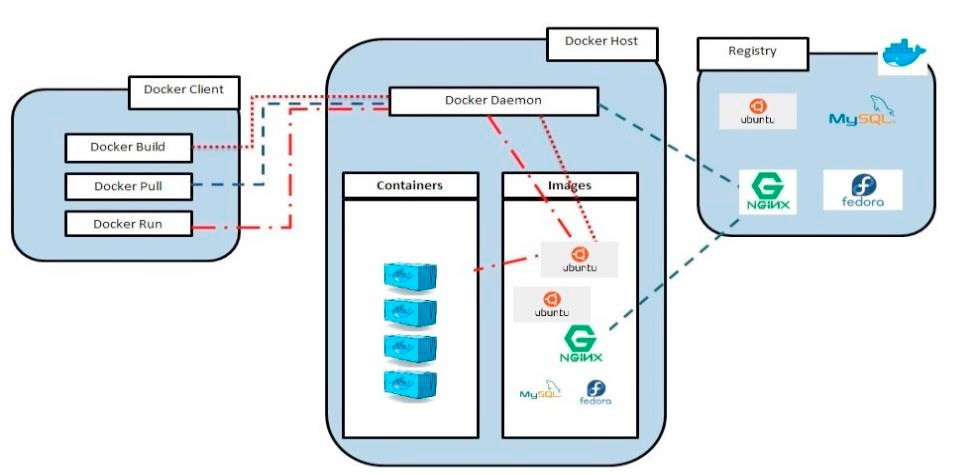 Docker Client
Docker Build
Docker Pull
Docker Run
Docker Host
Docker Daemon
Containers
Images
ubuntu
ubuntu
NGiNX
MySQL
fedora
Registry
ubuntu
MySQL
NGiNX
fedora